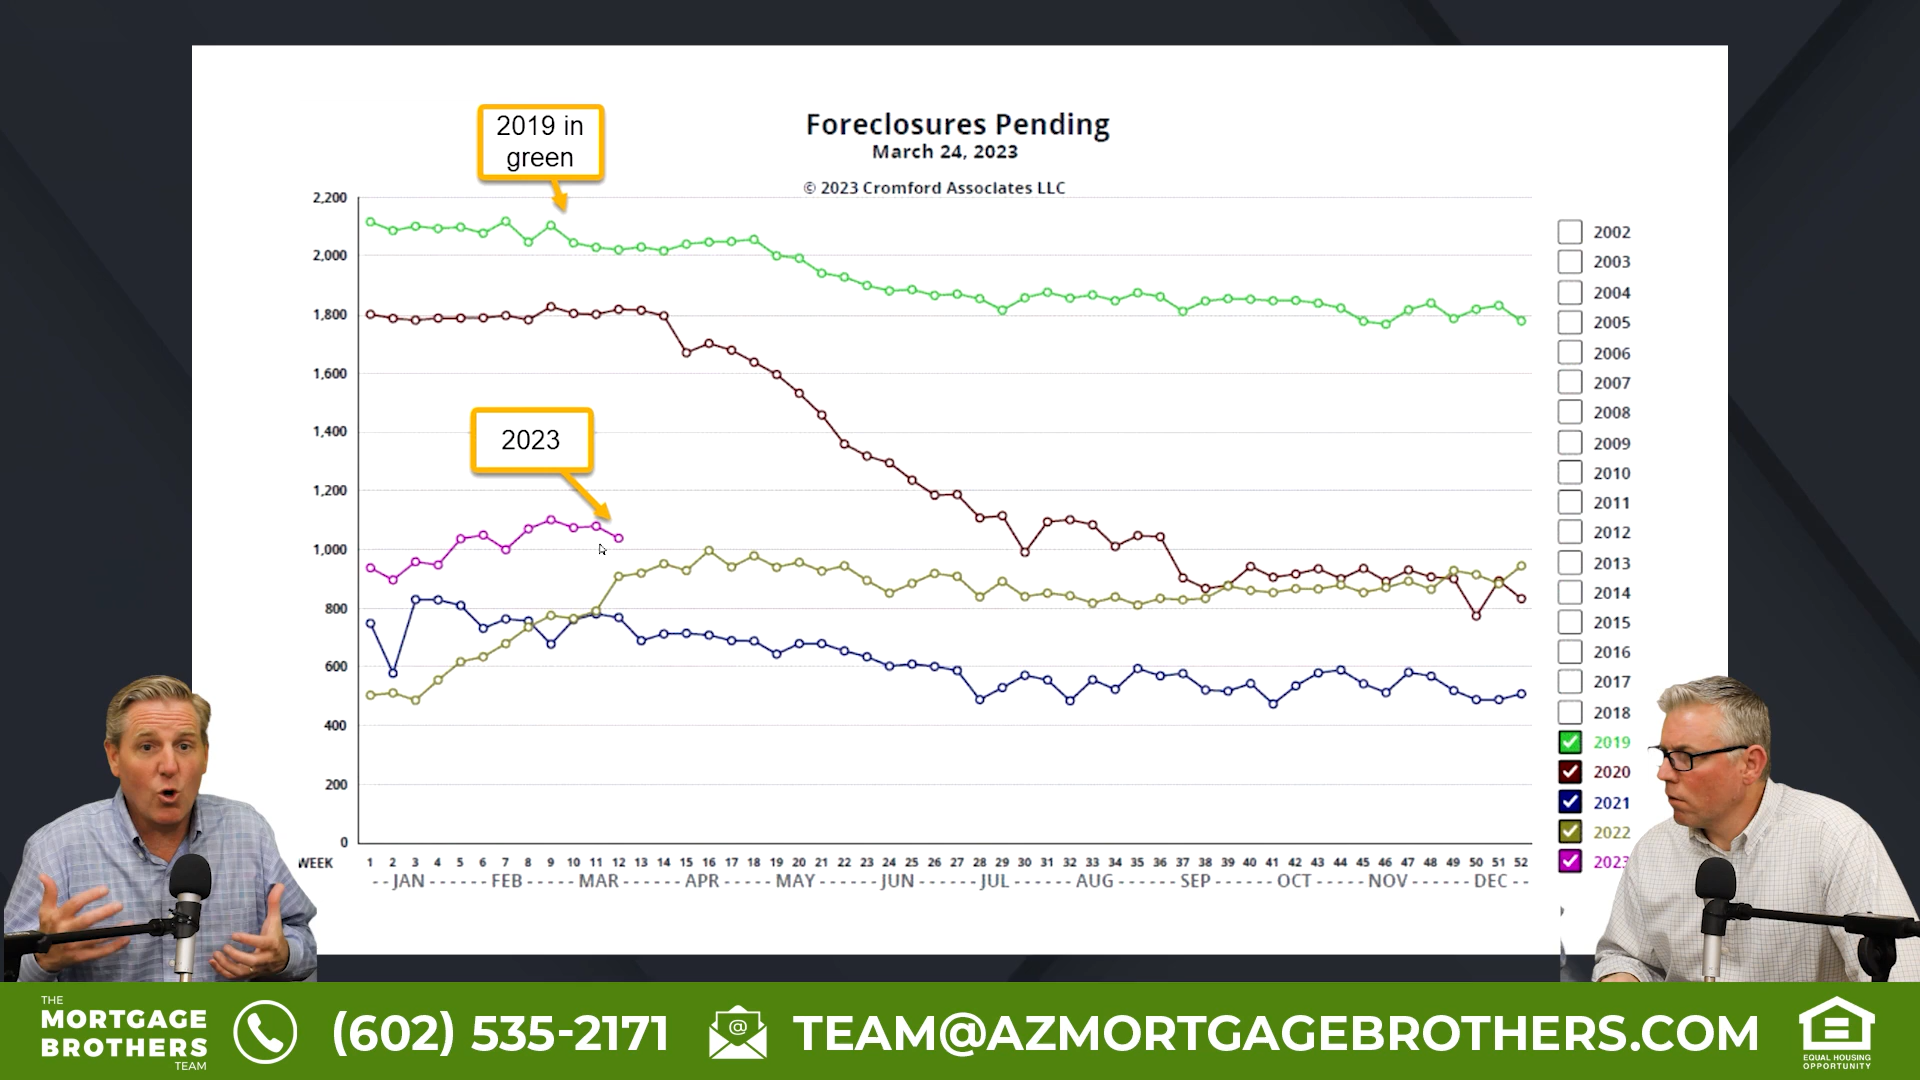 2019 in
green
Foreclosures Pending
March 24, 2023
© 2023 Cromford Associates LLC
2,200
2,000
1,800
1,600
1,400
1,200
1,000
800
600
400
200
0
2023
WEEK 1 2 3 4 5 6 7 8 9 10 11 12 13 14 15 16 17 18 19 20 21 22 23 24 25 26 27 28 29 30 31 32 33 34 35 36 37 38 39 40 41 42 43 44 45 46 47 48 49 50 51 52
--JAN------FEB-----MAR------APR-----MAY------JUN------JUL------AUG-----SEP------OCT-----NOV------DEC--
2002
2003
2004
2005
2006
2007
2008
2009
2010
2011
2012
2013
2014
2015
2016
2017
2018
2019
2020
2021
2022
2023
THE
MORTGAGE
BROTHERS
TEAM
(602) 535-2171
@
TEAM@AZMORTGAGEBROTHERS.COM
EQUAL HOUSING
OPPORTUNITY